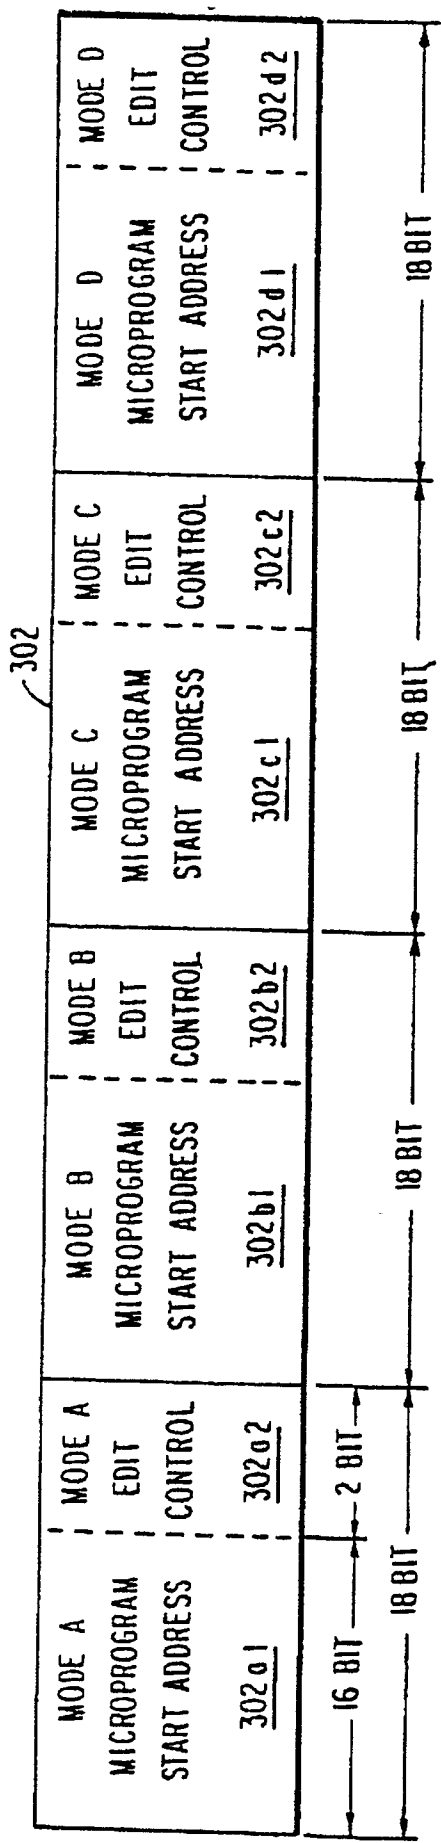 302
MODE A
MICROPROGRAM
START ADDRESS
302a1
MODE A
EDIT
CONTROL
302a2
MODE B
MICROPROGRAM
START ADDRESS
302b1
MODE B
EDIT
CONTROL
302b2
MODE C
MICROPROGRAM
START ADDRESS
302c1
MODE C
EDIT
CONTROL
302c2
MODE D
MICROPROGRAM
START ADDRESS
302d1
MODE D
EDIT
CONTROL
302d2
16 BIT
2 BIT
18 BIT
18 BIT
18 BIT
18 BIT